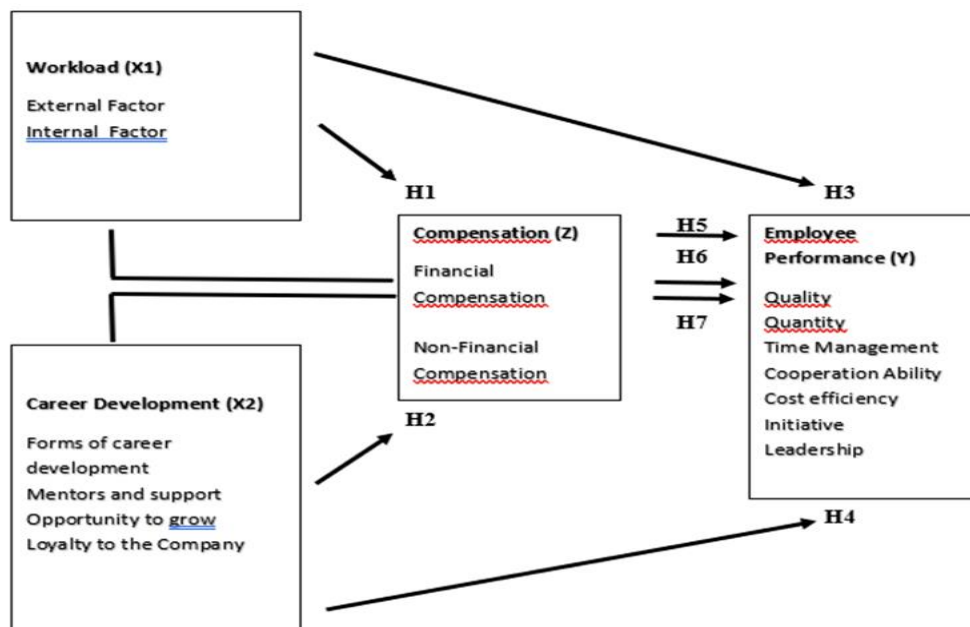 Workload (X1)
External Factor
Internal Factor
H1
H3
Compensation (Z)
Financial
Compensation
Non-Financial
Compensation
H2
H5
H6
H7
Employee
Performance (Y)
Quality
Quantity
Time Management
Cooperation Ability
Cost efficiency
Initiative
Leadership
H4
Career Development (X2)
Forms of career
development
Mentors and support
Opportunity to grow
Loyalty to the Company